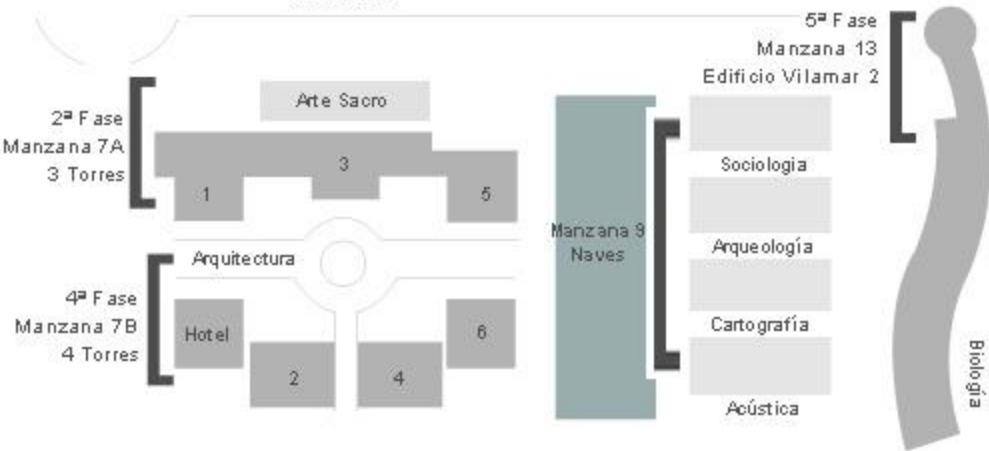 5ª Fase
Manzana 13
Edificio Vilamar 2
Arte Sacro
2ª Fase
Manzana 7A
3 Torres
1
3
5
Sociologia
Manzana 9
Naves
Arqueología
Arquitectura
4ª Fase
Manzana 7B
4 Torres
Hotel
2
4
6
Cartografía
Acústica
Biología